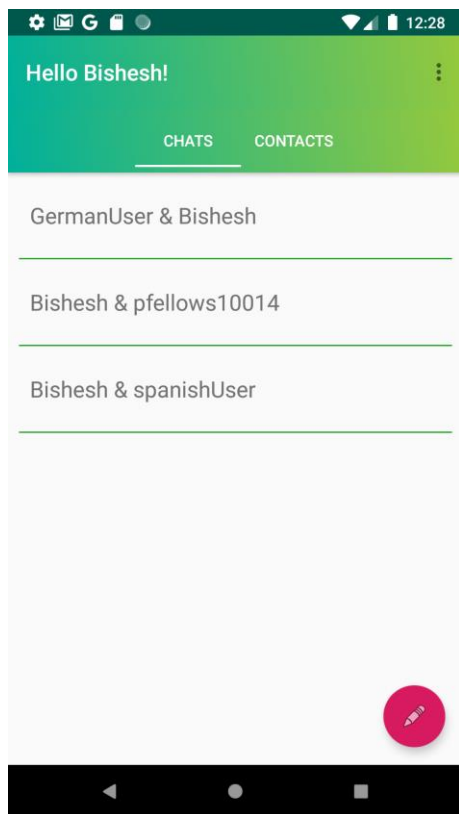 12:28
Hello Bishesh!
CHATS CONTACTS
GermanUser & Bishesh
Bishesh & pfellows10014
Bishesh & spanishUser